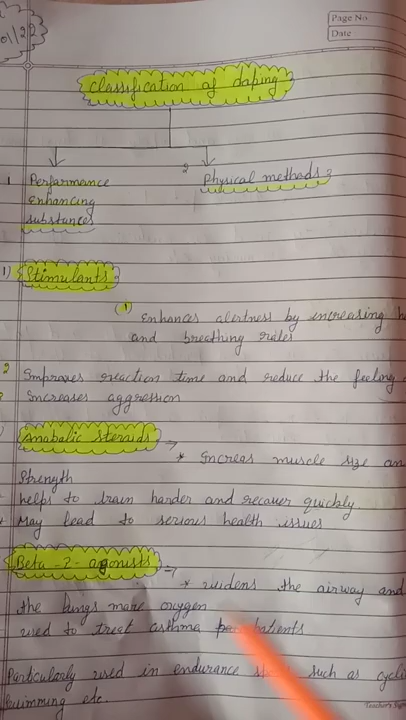 Page No
Date
01/22
Classification of doping
1 Performance
Enhancing
substances
2 Physical methods
1) Stimulants
(1) Enhances alertness by increasing h
and breathing rates
2 Improves reaction time and reduce the feeling
Increases aggression
Anabolic Steroids →
* Increas muscle size an
Strength
helps to train harder and recover quickly.
May lead to serious health issues
Beta-2-agonists →
* widens the airway and
the lungs more oxygen
used to treat asthma patients
Particularly used in endurance such as cycli
Swimming etc.
Teacher's Sign